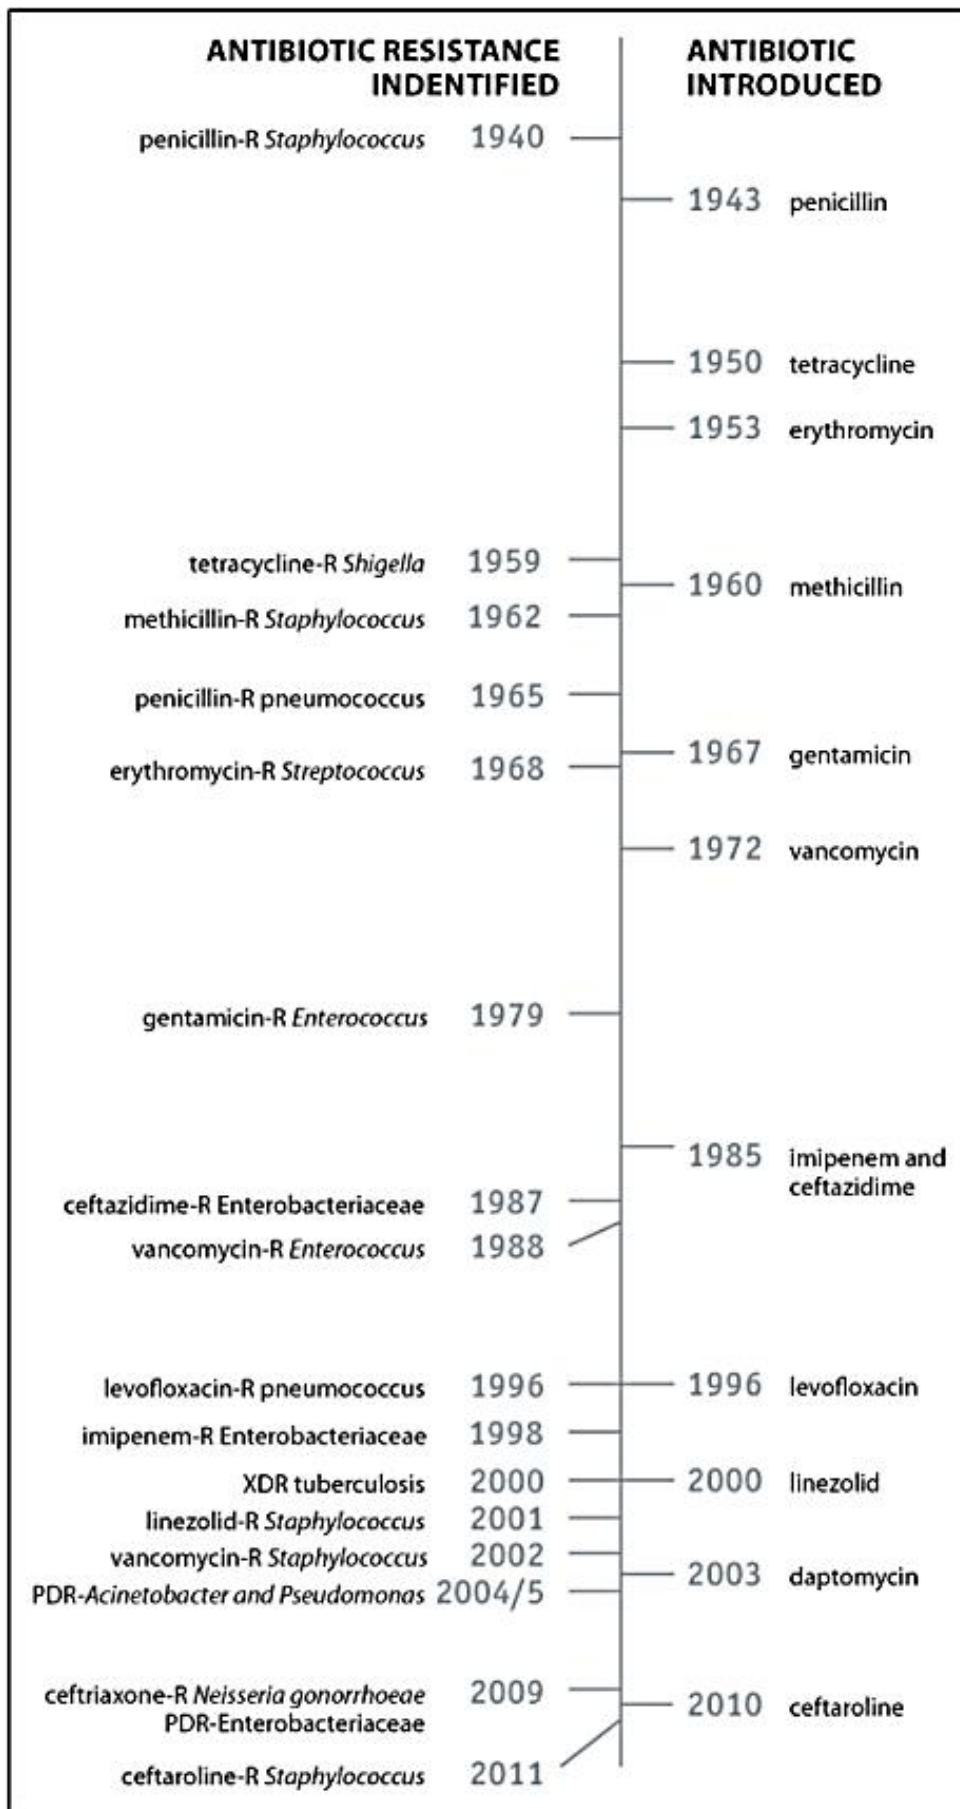 ANTIBIOTIC RESISTANCE
INDENTIFIED
ANTIBIOTIC
INTRODUCED
penicillin-R Staphylococcus 1940
1943 penicillin
1950 tetracycline
1953 erythromycin
tetracycline-R Shigella 1959
1960 methicillin
methicillin-R Staphylococcus 1962
penicillin-R pneumococcus 1965
1967 gentamicin
erythromycin-R Streptococcus 1968
1972 vancomycin
gentamicin-R Enterococcus 1979
1985 imipenem and
ceftazidime
ceftazidime-R Enterobacteriaceae 1987
vancomycin-R Enterococcus 1988
levofloxacin-R pneumococcus 1996
1996 levofloxacin
imipenem-R Enterobacteriaceae 1998
XDR tuberculosis 2000
2000 linezolid
linezolid-R Staphylococcus 2001
vancomycin-R Staphylococcus 2002
2003 daptomycin
PDR-Acinetobacter and Pseudomonas 2004/5
ceftriaxone-R Neisseria gonorrhoeae 2009
PDR-Enterobacteriaceae
2010 ceftaroline
ceftaroline-R Staphylococcus 2011